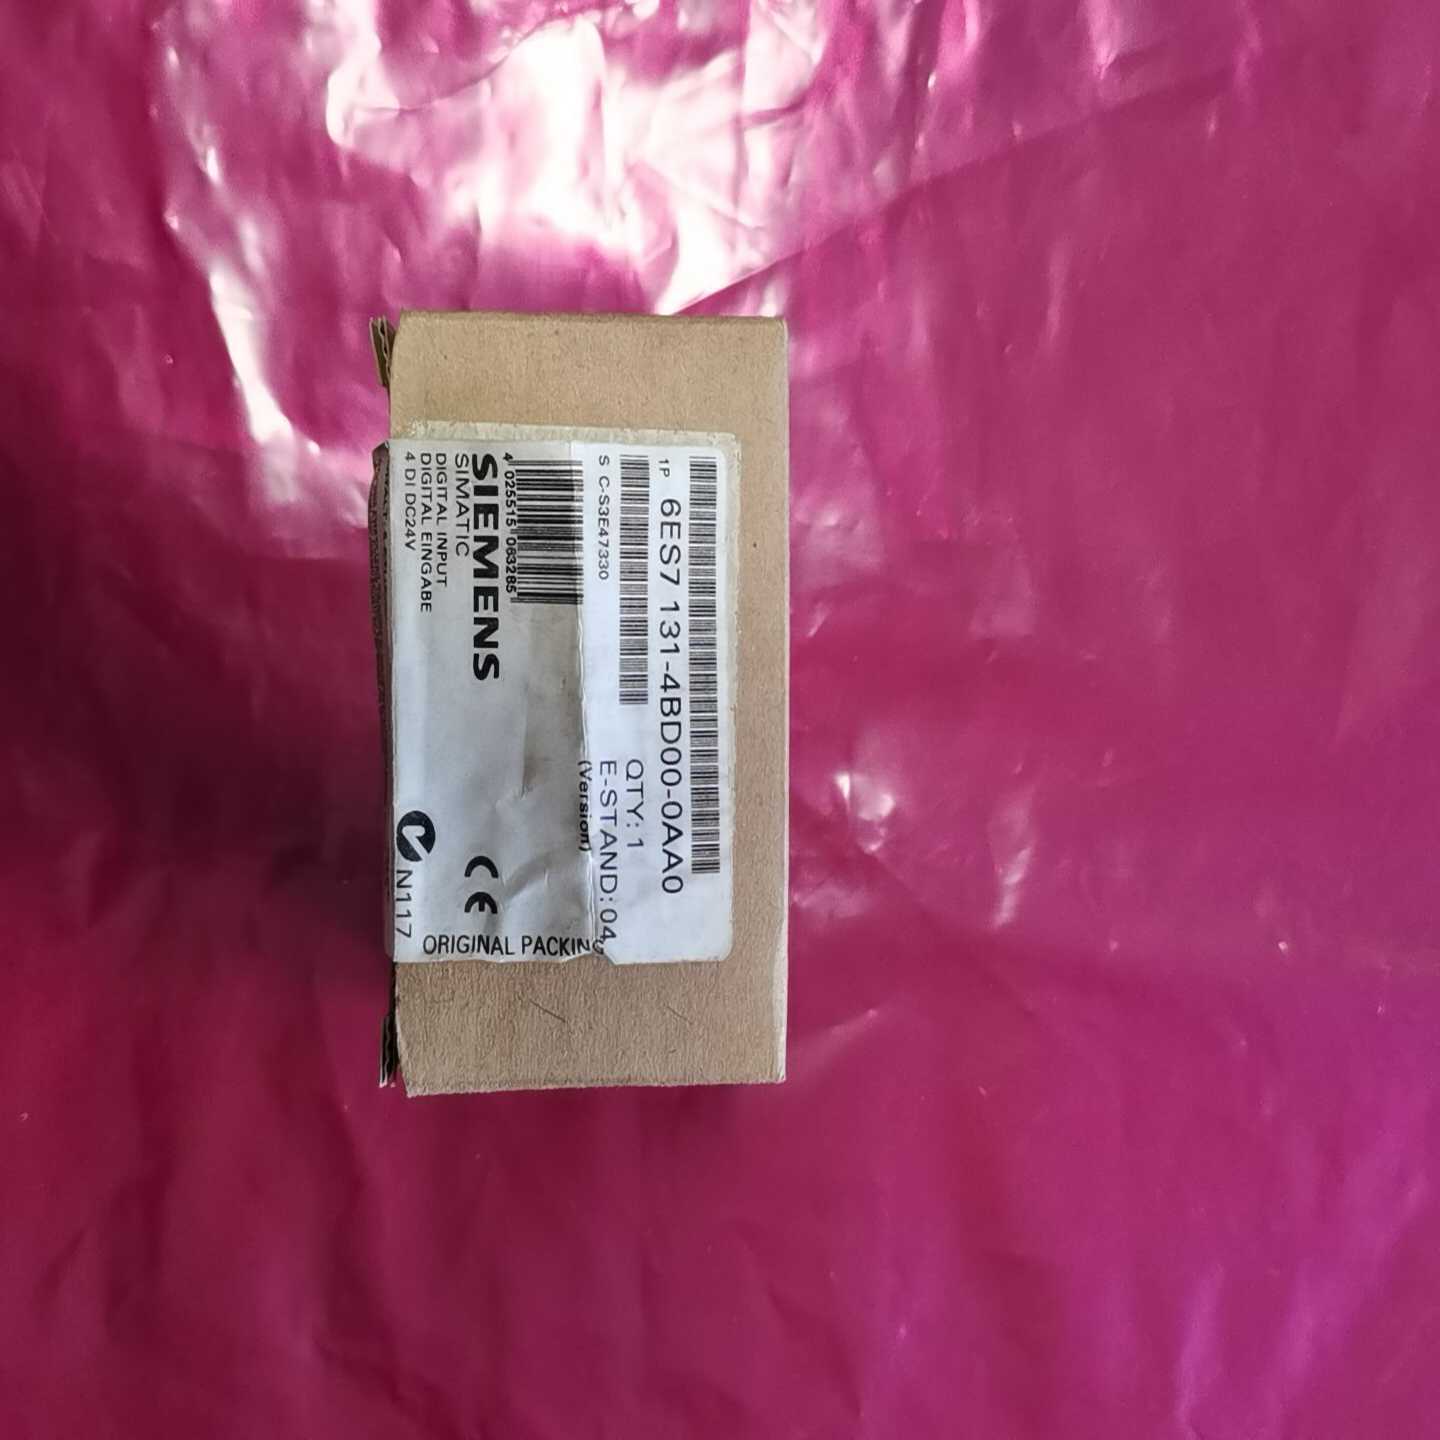 1P 6ES7 131-4BD00-0AA0
S C-S3E47330
QTY: 1
E-STAND: 04
(Version)
4 025515 063285
SIEMENS
SIMATIC
DIGITAL INPUT
DIGITAL EINGABE
4 DI DC24V
CE
N117
ORIGINAL PACKING